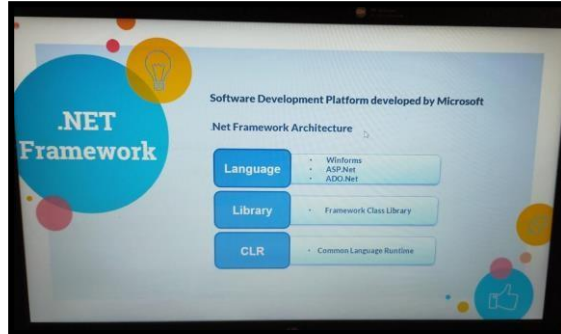 .NET
Framework
Software Development Platform developed by Microsoft
.Net Framework Architecture
Language
• Winforms
• ASP.Net
• ADO.Net
Library
• Framework Class Library
CLR
• Common Language Runtime